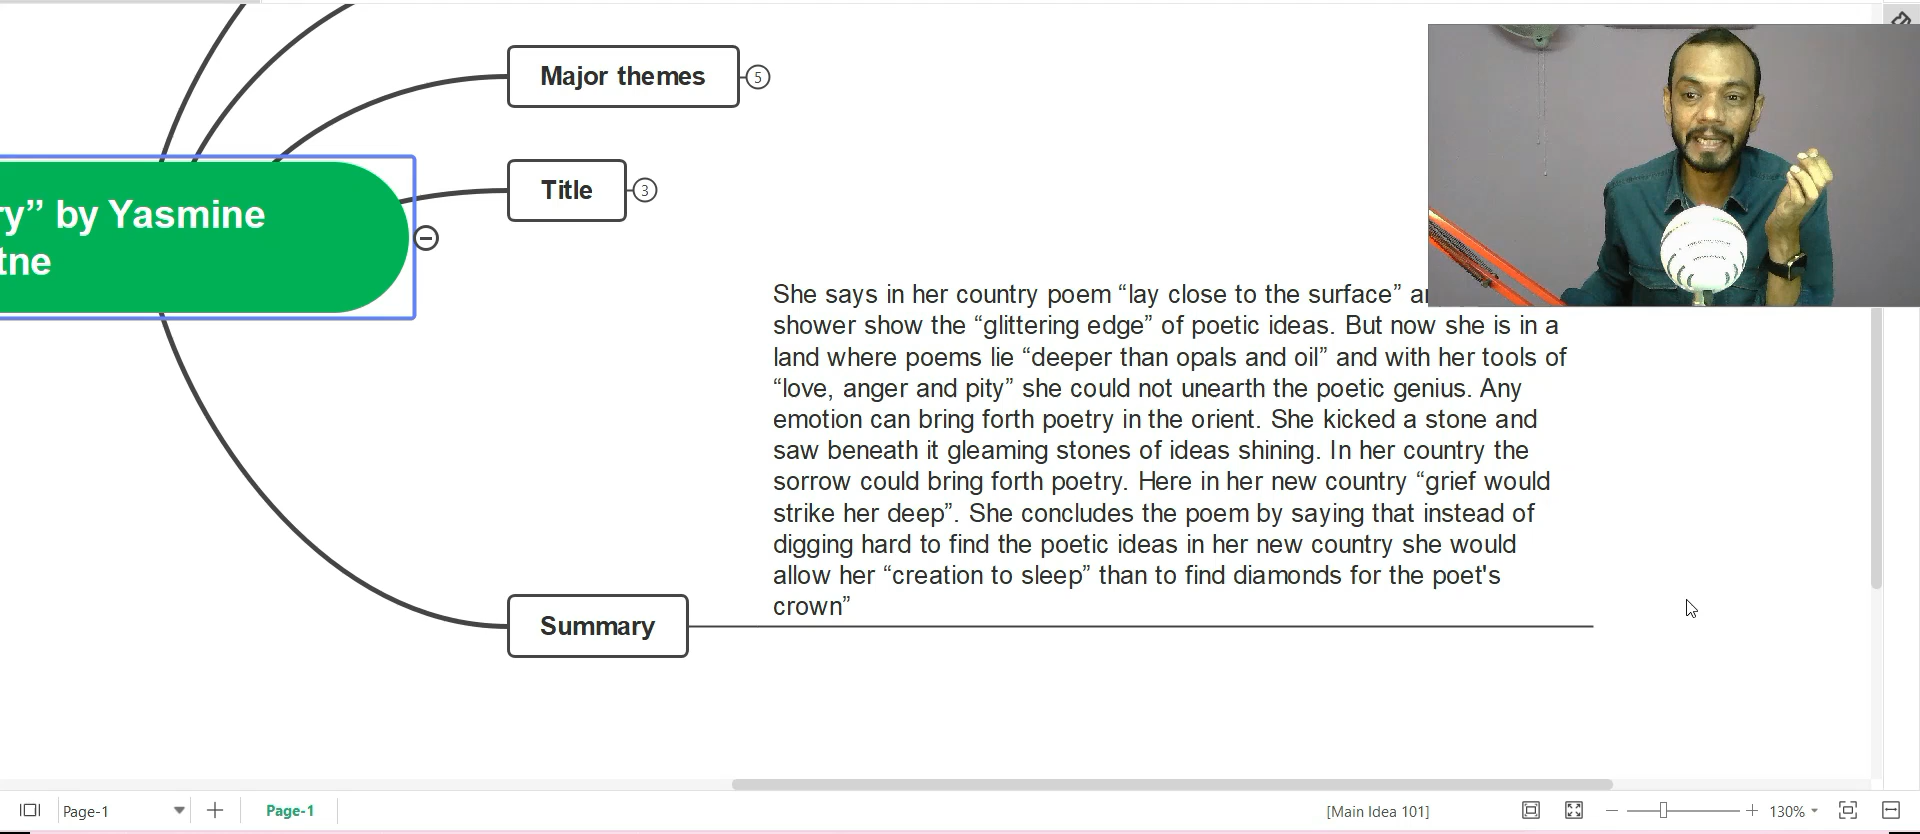 Major themes
5
Title
3
ry” by Yasmine
tne
She says in her country poem “lay close to the surface”
shower show the “glittering edge” of poetic ideas. But now she is in a
land where poems lie “deeper than opals and oil” and with her tools of
“love, anger and pity” she could not unearth the poetic genius. Any
emotion can bring forth poetry in the orient. She kicked a stone and
saw beneath it gleaming stones of ideas shining. In her country the
sorrow could bring forth poetry. Here in her new country “grief would
strike her deep”. She concludes the poem by saying that instead of
digging hard to find the poetic ideas in her new country she would
allow her “creation to sleep” than to find diamonds for the poet's
crown”
Summary
Page-1
Page-1
[Main Idea 101]
130%